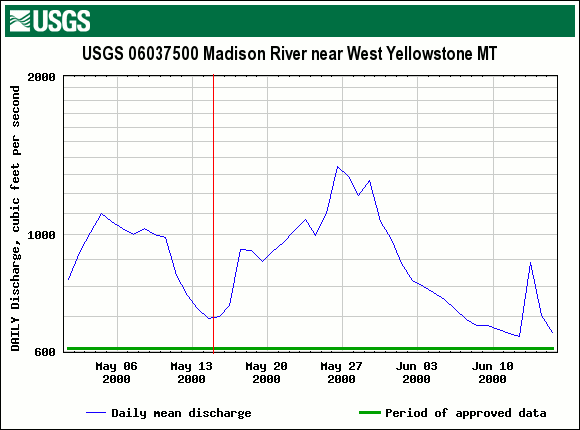 USGS
USGS 06037500 Madison River near West Yellowstone MT
DAILY Discharge, cubic feet per second
2000
1000
600
May 06 May 13 May 20 May 27 Jun 03 Jun 10
2000 2000 2000 2000 2000 2000
Daily mean discharge Period of approved data